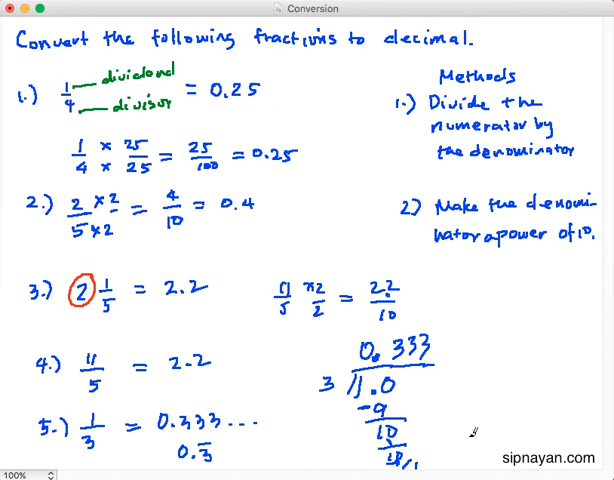 Conversion
Convert the following fractions to decimal.
1.) 1/4 = 0.25
dividend
divisor
1/4 × 25/25 = 25/100 = 0.25
2.) 2/5 ×2/×2 = 4/10 = 0.4
3.) 2 1/5 = 2.2
11/5 ×2/2 = 22/10
4.) 11/5 = 2.2
5.) 1/3 = 0.333...
0.3̅
Methods
1.) Divide the
numerator by
the denominator
2) Make the denomi-
nator a power of 10.
0.333
3 1.0
-9
10
sipnayan.com
100%